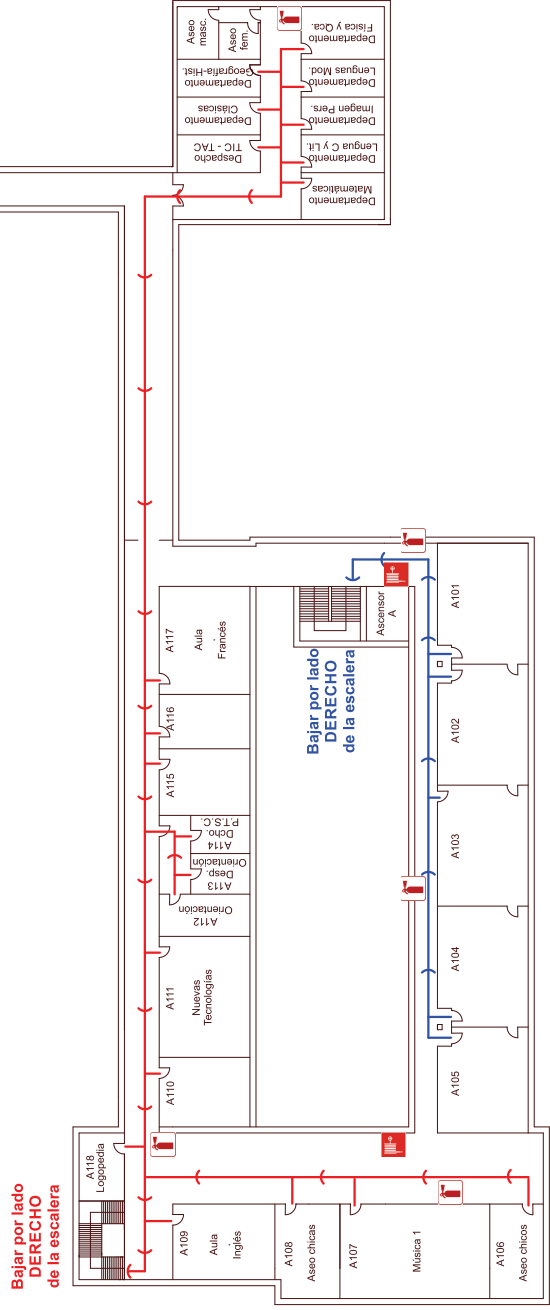 Aseo
masc.
Aseo
fem.
Departamento
Física y Qca.
Departamento
Geografía-Hist.
Departamento
Lenguas Mod.
Departamento
Clásicas
Departamento
Imagen Pers.
Despacho
TIC - TAC
Departamento
Lengua C y Lit.
Departamento
Matemáticas
A117
Aula
Francés
Ascensor
A
A101
Bajar por lado
DERECHO
de la escalera
A116
A102
A115
A114
Dcho.
P.T.S.C.
A113
Desp.
Orientación
A103
A112
Orientación
A111
Nuevas
Tecnologías
A104
A110
A105
A118
Logopedia
Bajar por lado
DERECHO
de la escalera
A109
Aula
Inglés
A108
Aseo chicas
A107
Música 1
A106
Aseo chicos